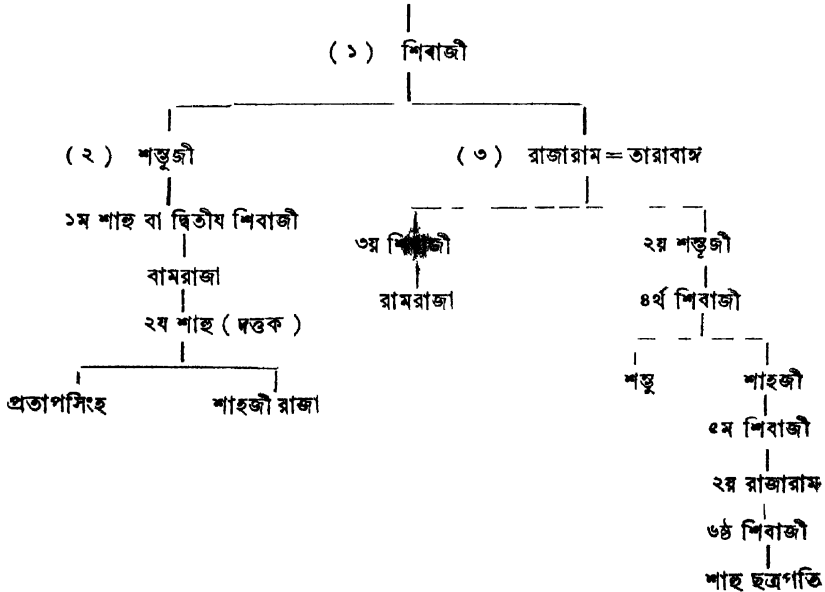 ( ১ ) শিবাজী
( ২ ) শম্ভূজী ( ৩ ) রাজারাম = তারাবাঈ
১ম শাহু বা দ্বিতীয শিবাজী ৩য় শিবাজী ২য় শম্ভূজী
বামরাজা রামরাজা ৪র্থ শিবাজী
২য শাহু ( দত্তক )
প্রতাপসিংহ শাহজী রাজা শম্ভু শাহজী
৫ম শিবাজী
২য় রাজারাম
৬ষ্ঠ শিবাজী
শাহু ছত্রপতি